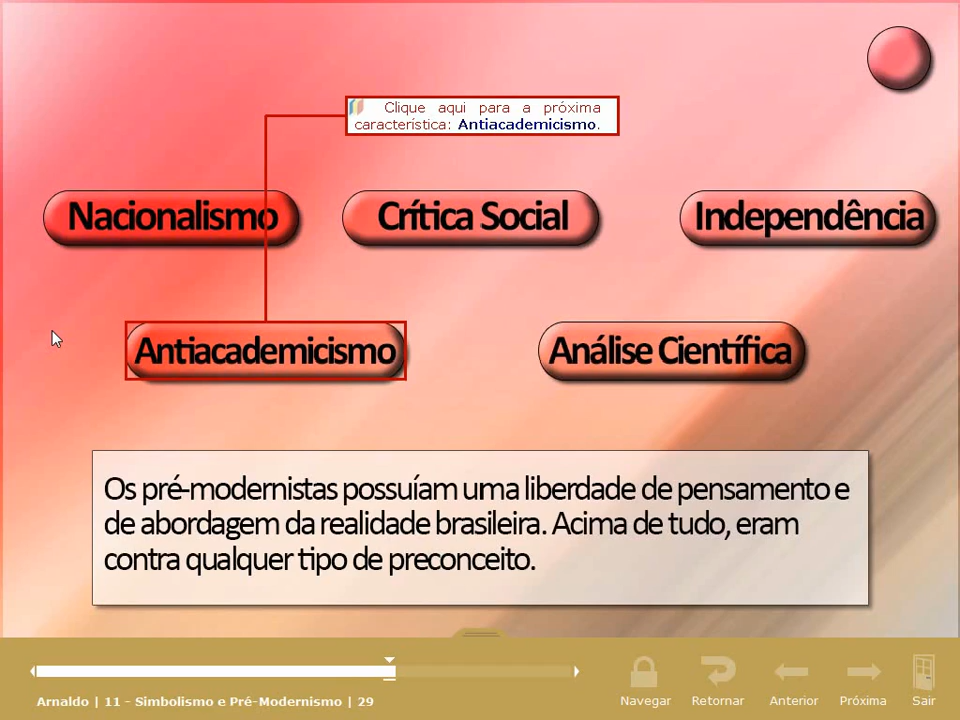 Clique aqui para a próxima
característica: Antiacademicismo.
Nacionalismo
Crítica Social
Independência
Antiacademicismo
Análise Científica
Os pré-modernistas possuíam uma liberdade de pensamento e
de abordagem da realidade brasileira. Acima de tudo, eram
contra qualquer tipo de preconceito.
Navegar
Retornar
Anterior
Próxima
Sair
Arnaldo | 11 - Simbolismo e Pré-Modernismo | 29